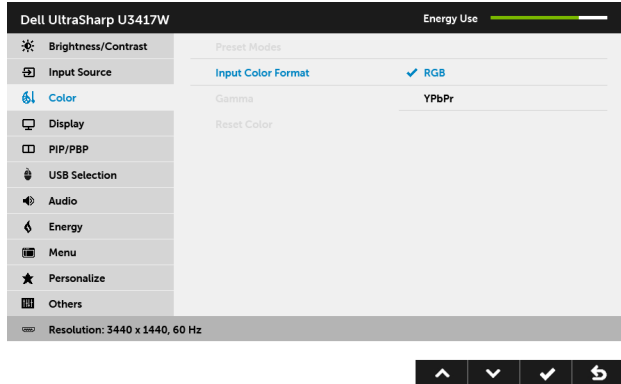 Dell UltraSharp U3417W
Energy Use
Brightness/Contrast
Preset Modes
Input Source
Input Color Format
RGB
Color
Gamma
YPbPr
Display
Reset Color
PIP/PBP
USB Selection
Audio
Energy
Menu
Personalize
Others
Resolution: 3440 x 1440, 60 Hz